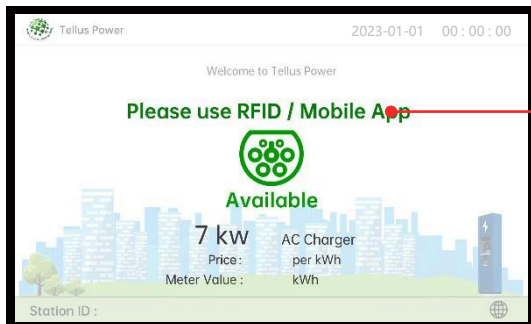 Tellus Power
2023-01-01 00 : 00 : 00
Welcome to Tellus Power
Please use RFID / Mobile App
Available
7 kw AC Charger
Price : per kWh
Meter Value : kWh
Station ID :